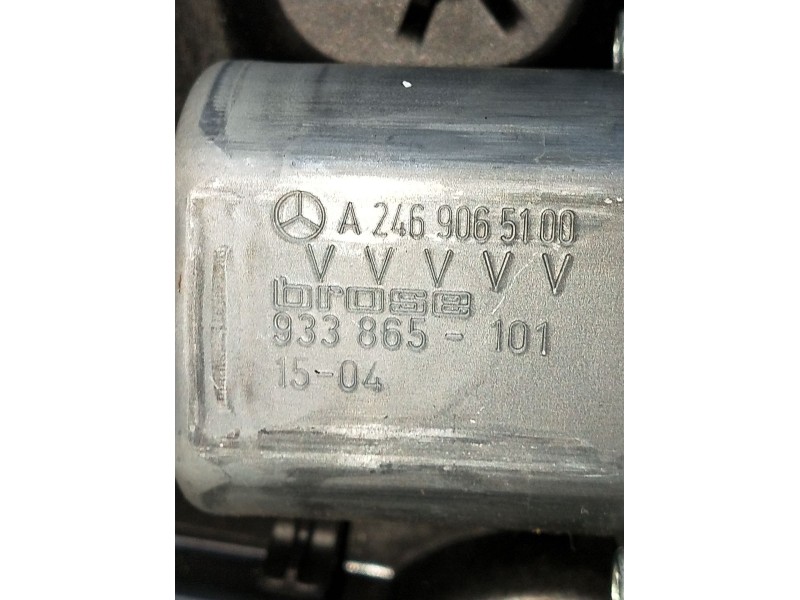 A 246 906 51 00
V V V V V
brose
933 865 - 101
15-04